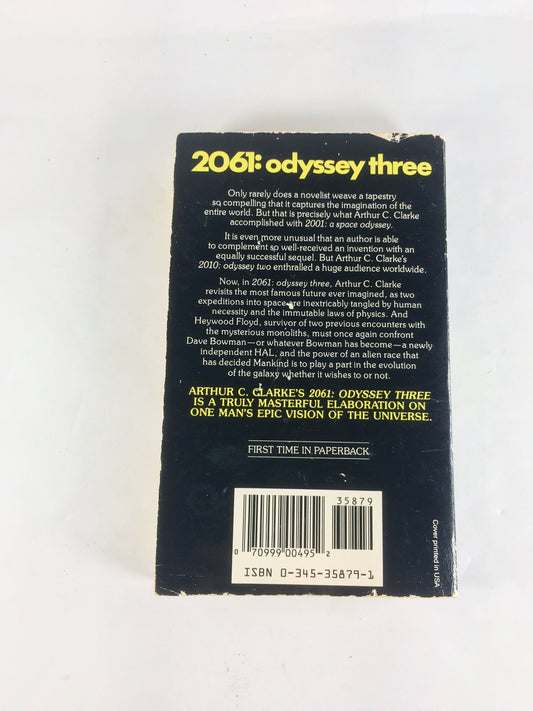 2061: odyssey three
Only rarely does a novelist weave a tapestry
so compelling that it captures the imagination of the
entire world. But that is precisely what Arthur C. Clarke
accomplished with 2001: a space odyssey.
It is even more unusual that an author is able
to complement so well-received an invention with an
equally successful sequel. But Arthur C. Clarke's
2010: odyssey two enthralled a huge audience worldwide.
Now, in 2061: odyssey three, Arthur C. Clarke
revisits the most famous future ever imagined, as two
expeditions into space are inextricably tangled by human
necessity and the immutable laws of physics. And
Heywood Floyd, survivor of two previous encounters with
the mysterious monoliths, must once again confront
Dave Bowman—or whatever Bowman has become—a newly
independent HAL, and the power of an alien race that
has decided Mankind is to play a part in the evolution
of the galaxy whether it wishes to or not.
ARTHUR C. CLARKE'S 2061: ODYSSEY THREE
IS A TRULY MASTERFUL ELABORATION ON
ONE MAN'S EPIC VISION OF THE UNIVERSE.
FIRST TIME IN PAPERBACK
35879
0 70999 00495 2
ISBN 0-345-35879-1
Cover printed in USA